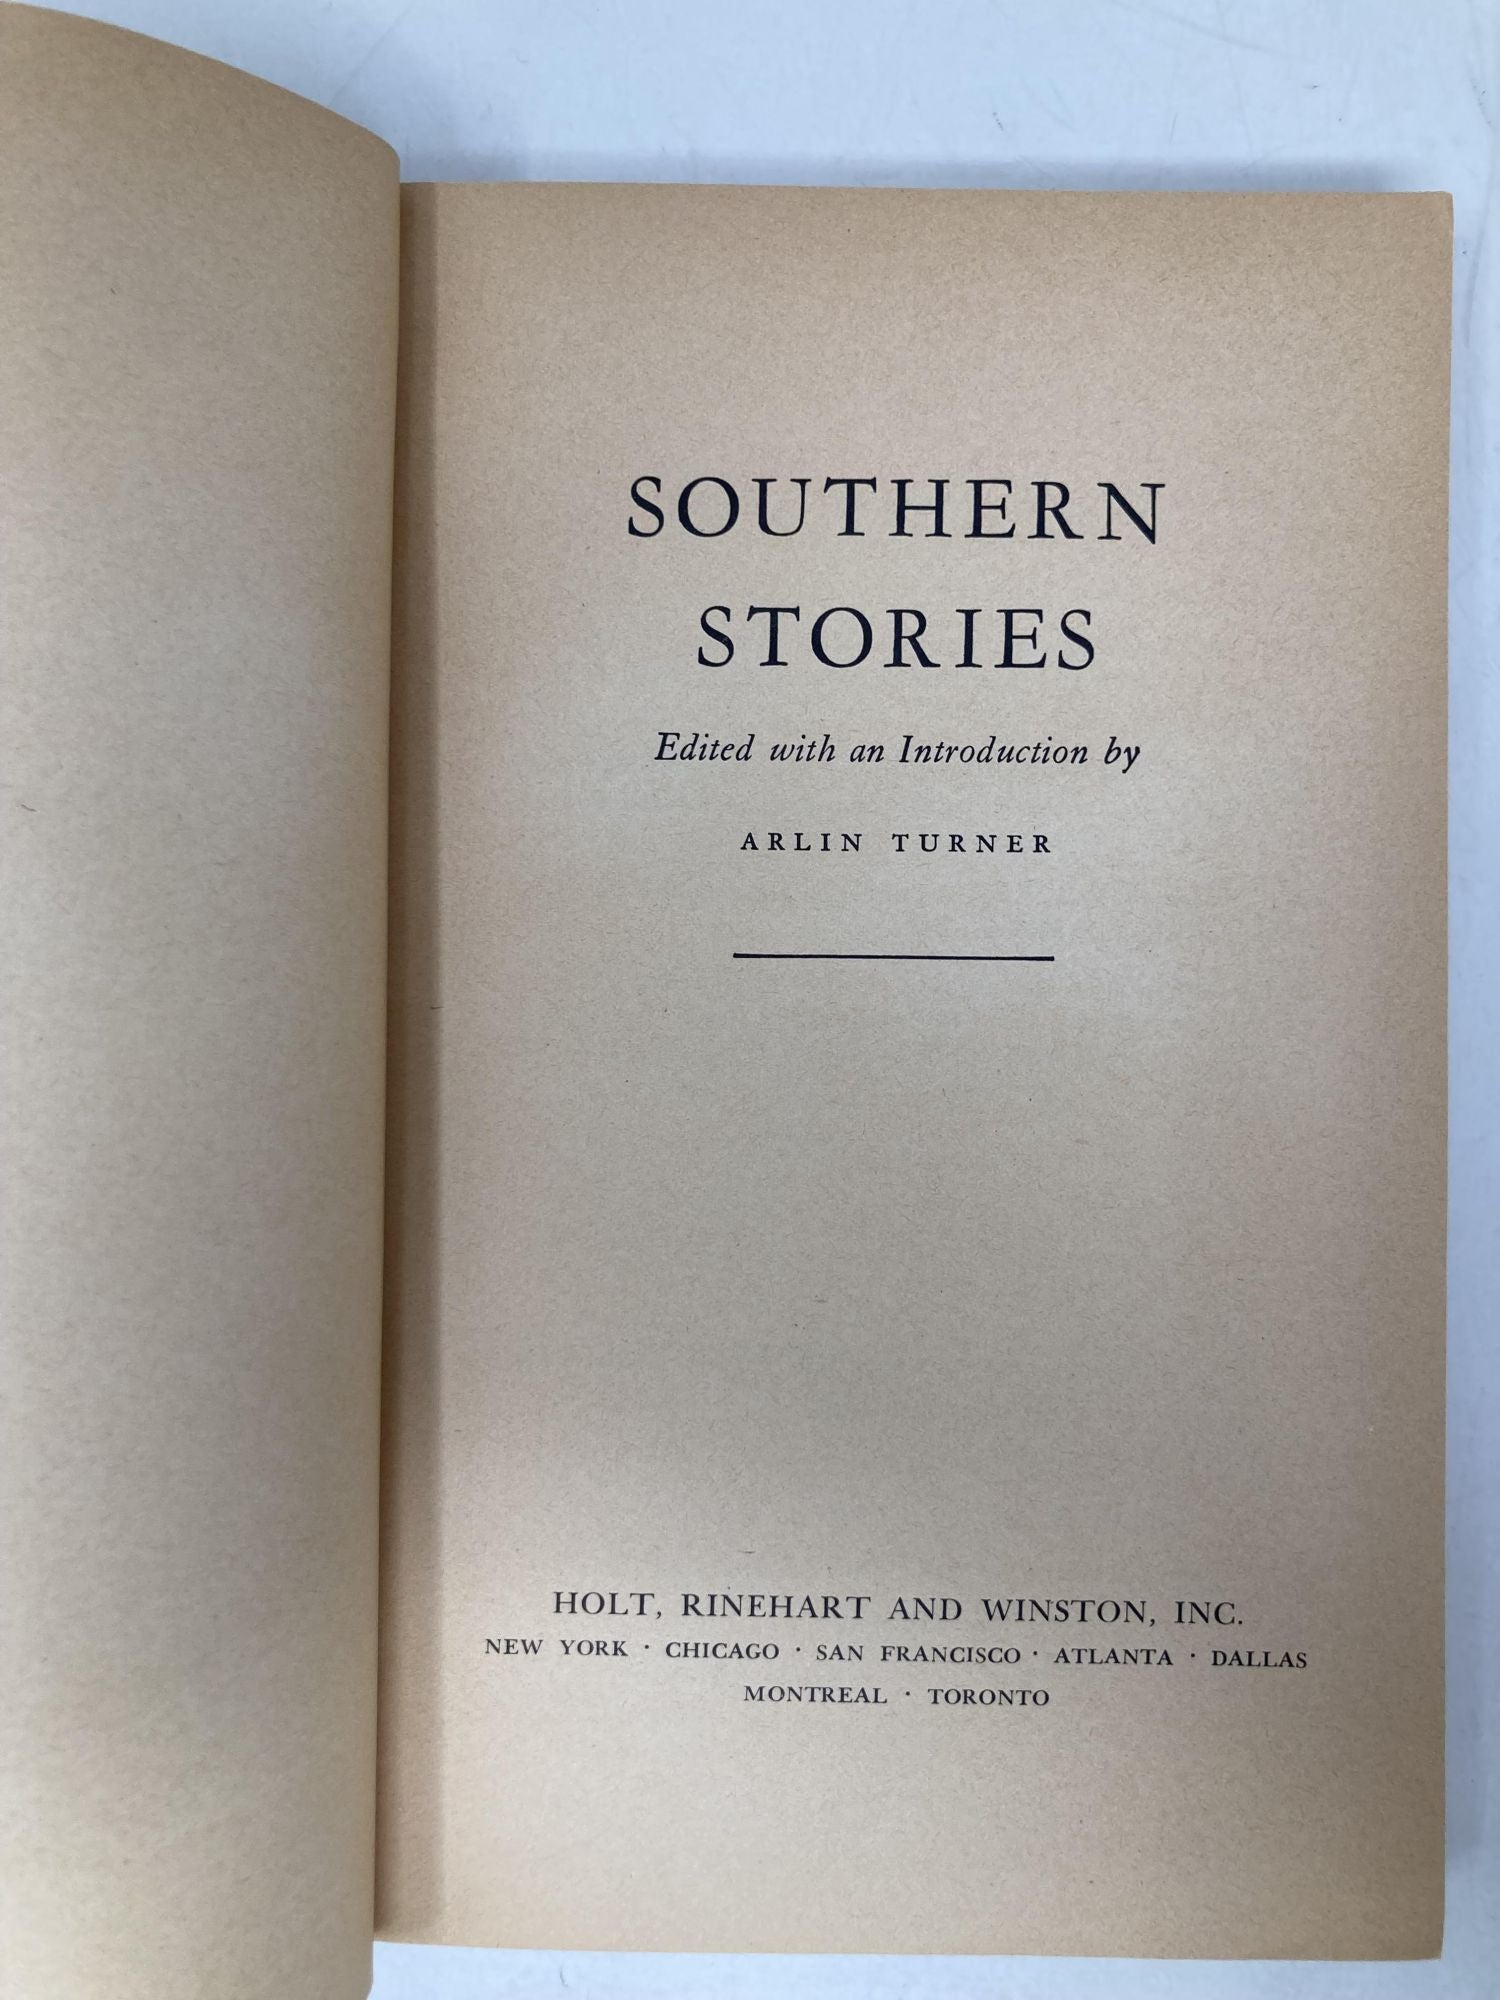 SOUTHERN
STORIES
Edited with an Introduction by
ARLIN TURNER
HOLT, RINEHART AND WINSTON, INC.
NEW YORK · CHICAGO · SAN FRANCISCO · ATLANTA · DALLAS
MONTREAL · TORONTO